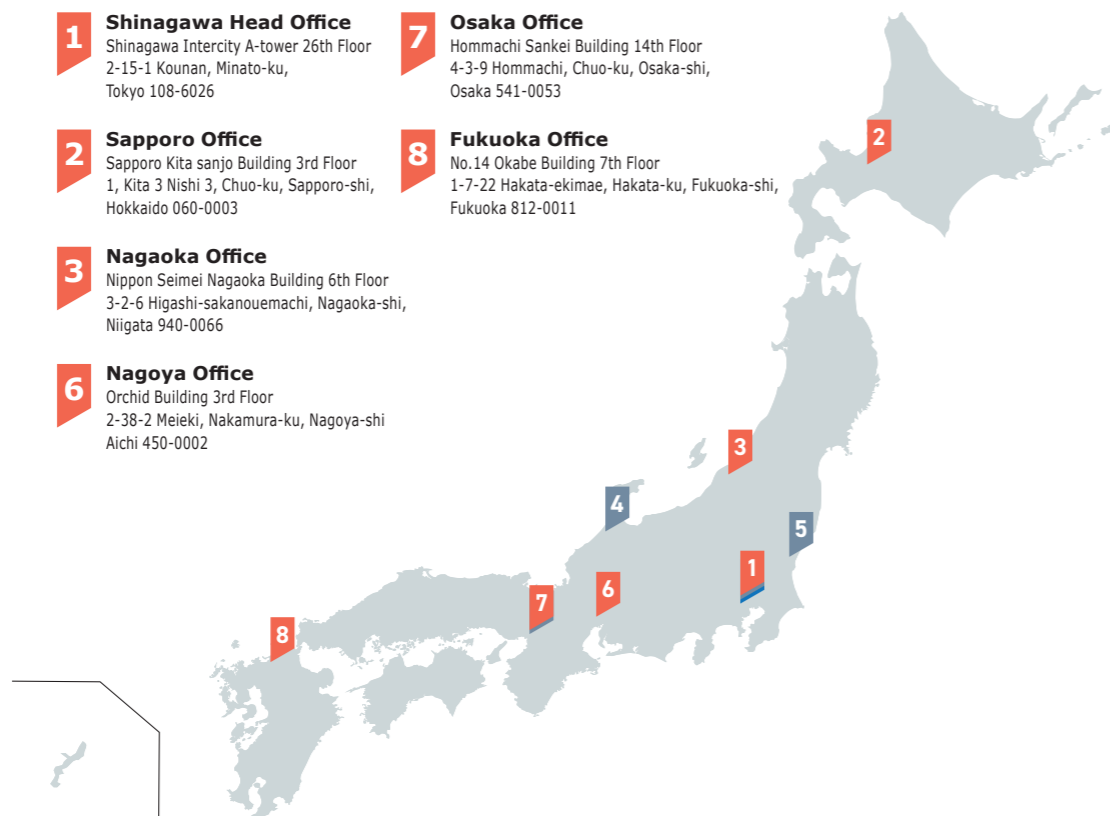 1
Shinagawa Head Office
Shinagawa Intercity A-tower 26th Floor
2-15-1 Kounan, Minato-ku,
Tokyo 108-6026
2
Sapporo Office
Sapporo Kita sanjo Building 3rd Floor
1, Kita 3 Nishi 3, Chuo-ku, Sapporo-shi,
Hokkaido 060-0003
3
Nagaoka Office
Nippon Seimei Nagaoka Building 6th Floor
3-2-6 Higashi-sakanouemachi, Nagaoka-shi,
Niigata 940-0066
6
Nagoya Office
Orchid Building 3rd Floor
2-38-2 Meieki, Nakamura-ku, Nagoya-shi
Aichi 450-0002
7
Osaka Office
Hommachi Sankei Building 14th Floor
4-3-9 Hommachi, Chuo-ku, Osaka-shi,
Osaka 541-0053
8
Fukuoka Office
No.14 Okabe Building 7th Floor
1-7-22 Hakata-ekimae, Hakata-ku, Fukuoka-shi,
Fukuoka 812-0011
2
3
4
5
1
6
7
8